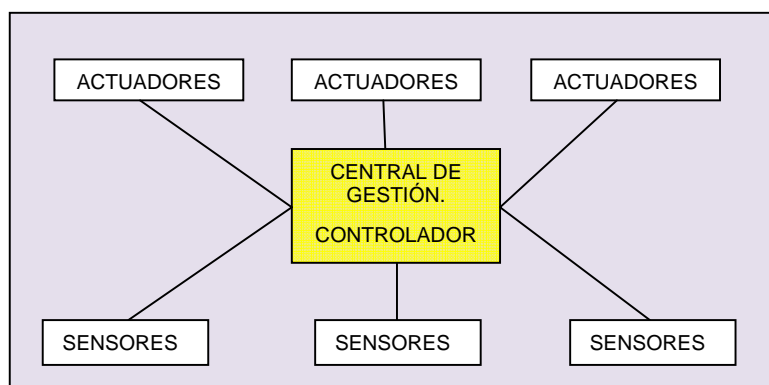 ACTUADORES
ACTUADORES
ACTUADORES
CENTRAL DE
GESTIÓN.
CONTROLADOR
SENSORES
SENSORES
SENSORES